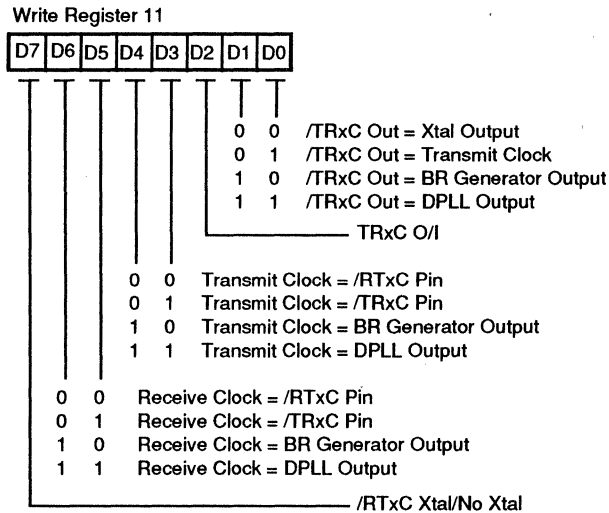 Write Register 11
D7 D6 D5 D4 D3 D2 D1 D0
0 0 /TRxC Out = Xtal Output
0 1 /TRxC Out = Transmit Clock
1 0 /TRxC Out = BR Generator Output
1 1 /TRxC Out = DPLL Output
TRxC O/I
0 0 Transmit Clock = /RTxC Pin
0 1 Transmit Clock = /TRxC Pin
1 0 Transmit Clock = BR Generator Output
1 1 Transmit Clock = DPLL Output
0 0 Receive Clock = /RTxC Pin
0 1 Receive Clock = /TRxC Pin
1 0 Receive Clock = BR Generator Output
1 1 Receive Clock = DPLL Output
/RTxC Xtal/No Xtal